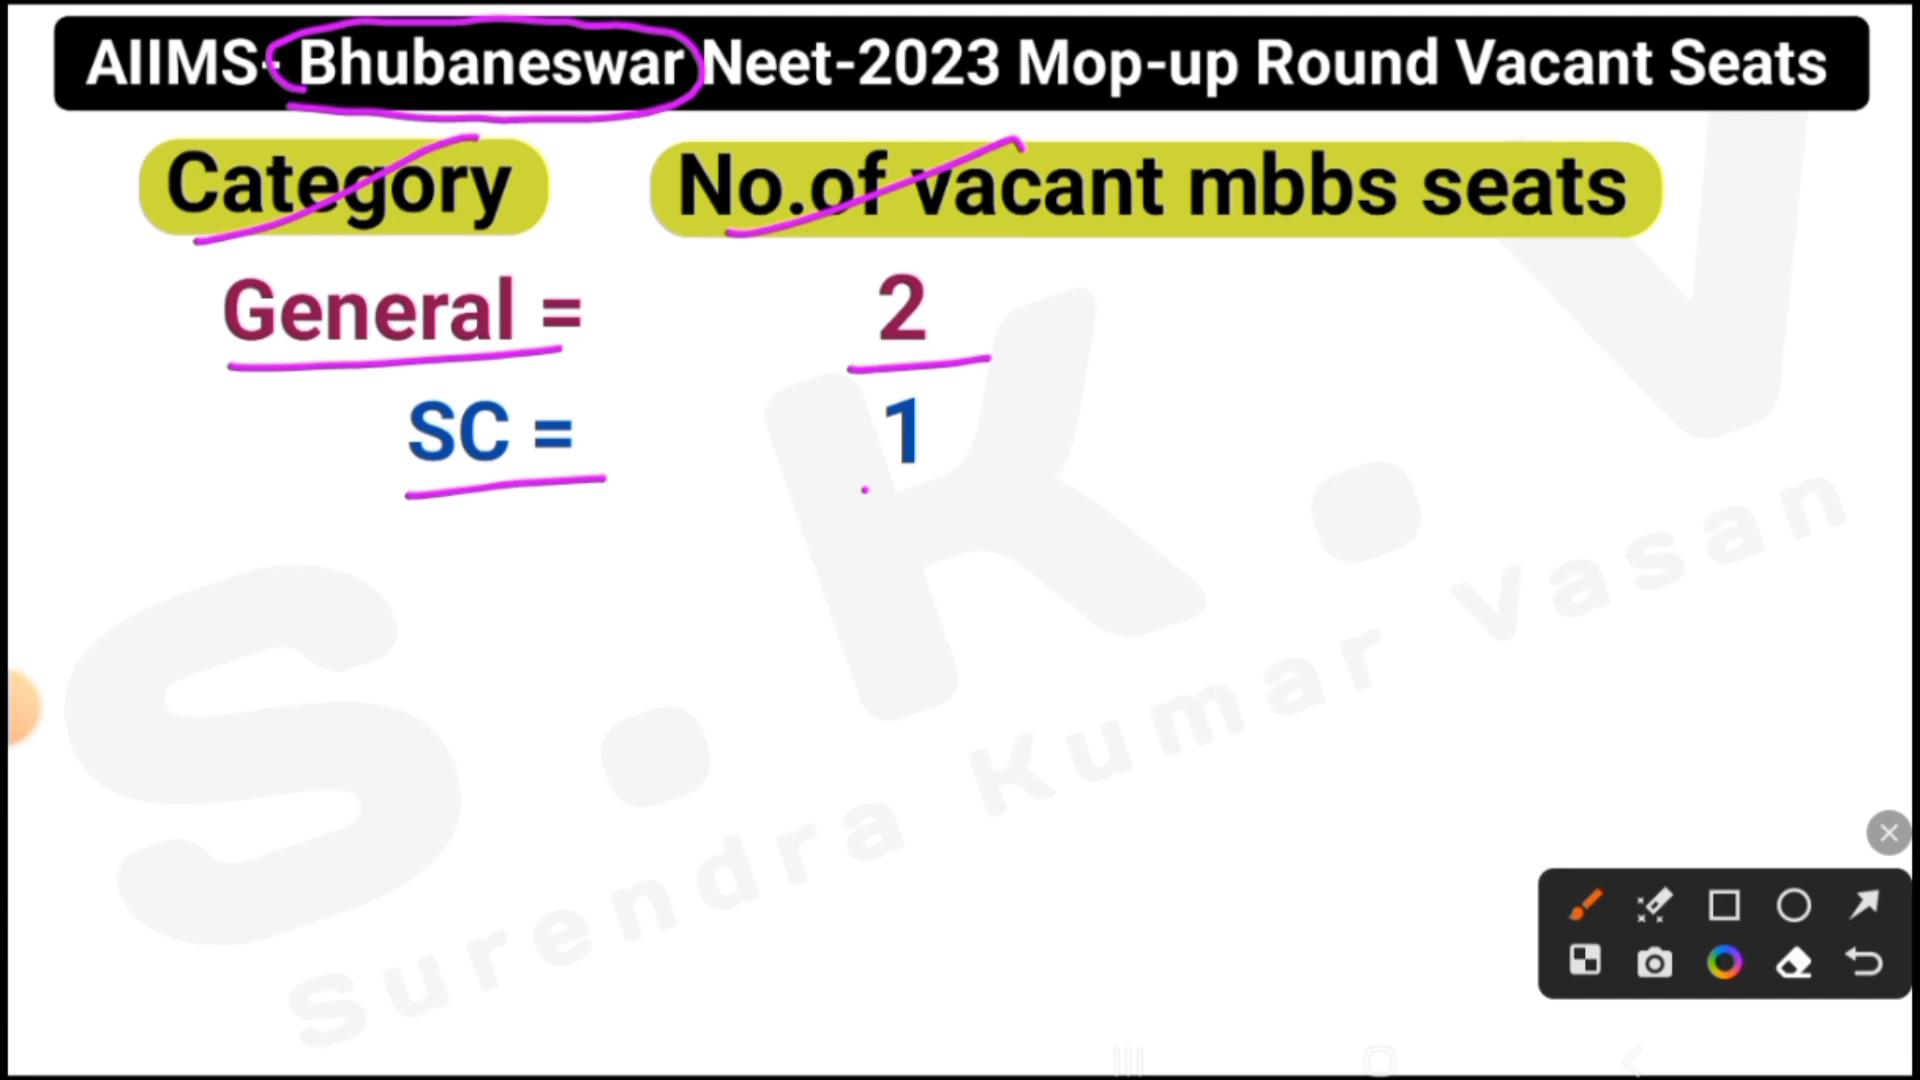 AIIMS- Bhubaneswar Neet-2023 Mop-up Round Vacant Seats
Category No.of vacant mbbs seats
General = 2
SC = 1
S.K.V
Surendra Kumar Vasan